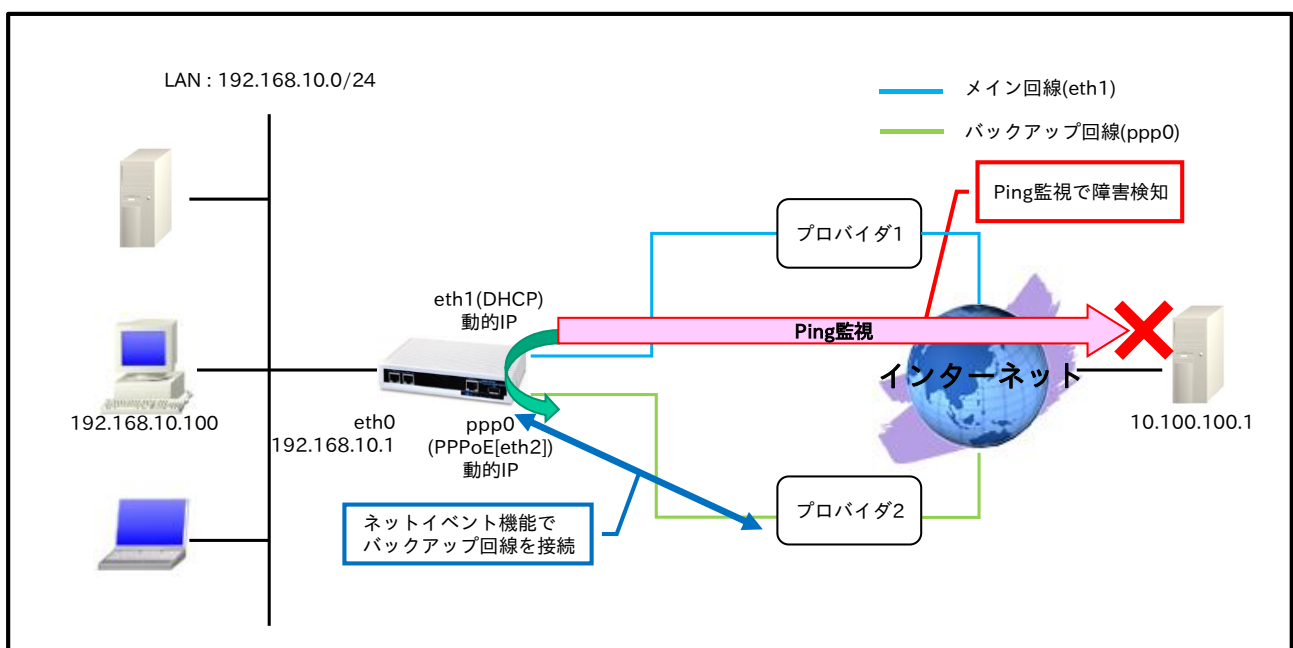 LAN : 192.168.10.0/24
メイン回線(eth1)
バックアップ回線(ppp0)
Ping監視で障害検知
プロバイダ1
eth1(DHCP)
動的IP
Ping監視
インターネット
192.168.10.100
eth0
192.168.10.1
ppp0
(PPPoE[eth2])
動的IP
10.100.100.1
ネットイベント機能で
バックアップ回線を接続
プロバイダ2